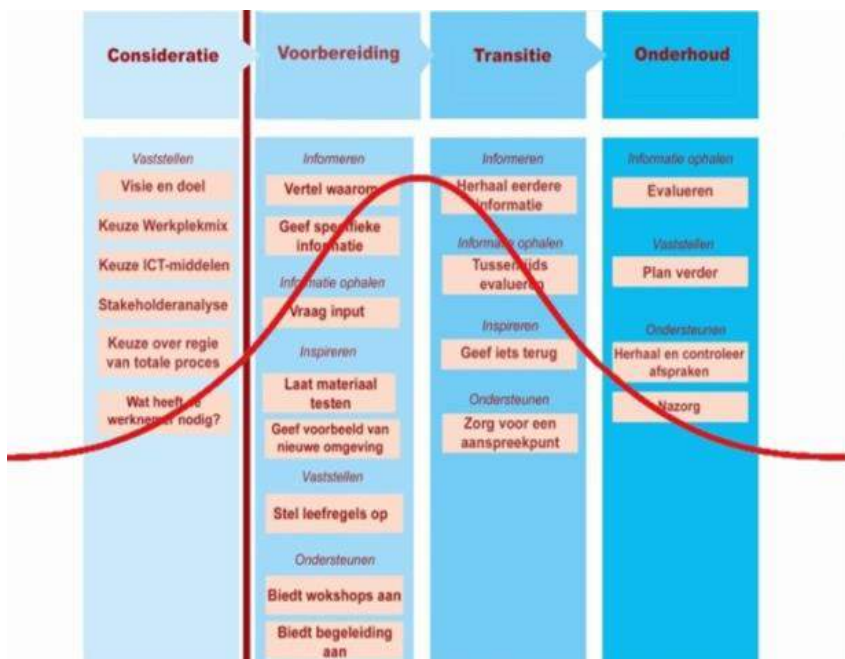 Consideratie
Voorbereiding
Transitie
Onderhoud
Vaststellen
Visie en doel
Keuze Werkplekmix
Keuze ICT-middelen
Stakeholderanalyse
Keuze over regie
van totale proces
Wat heeft de
werknemer nodig?
Informeren
Vertel waarom
Geef specifieke
informatie
Informatie ophalen
Vraag input
Inspireren
Laat materiaal
testen
Geef voorbeeld van
nieuwe omgeving
Vaststellen
Stel leefregels op
Ondersteunen
Biedt wokshops aan
Biedt begeleiding
aan
Informeren
Herhaal eerdere
informatie
Informatie ophalen
Tussentijds
evalueren
Inspireren
Geef iets terug
Ondersteunen
Zorg voor een
aanspreekpunt
Informatie ophalen
Evalueren
Vaststellen
Plan verder
Ondersteunen
Herhaal en controleer
afspraken
Nazorg